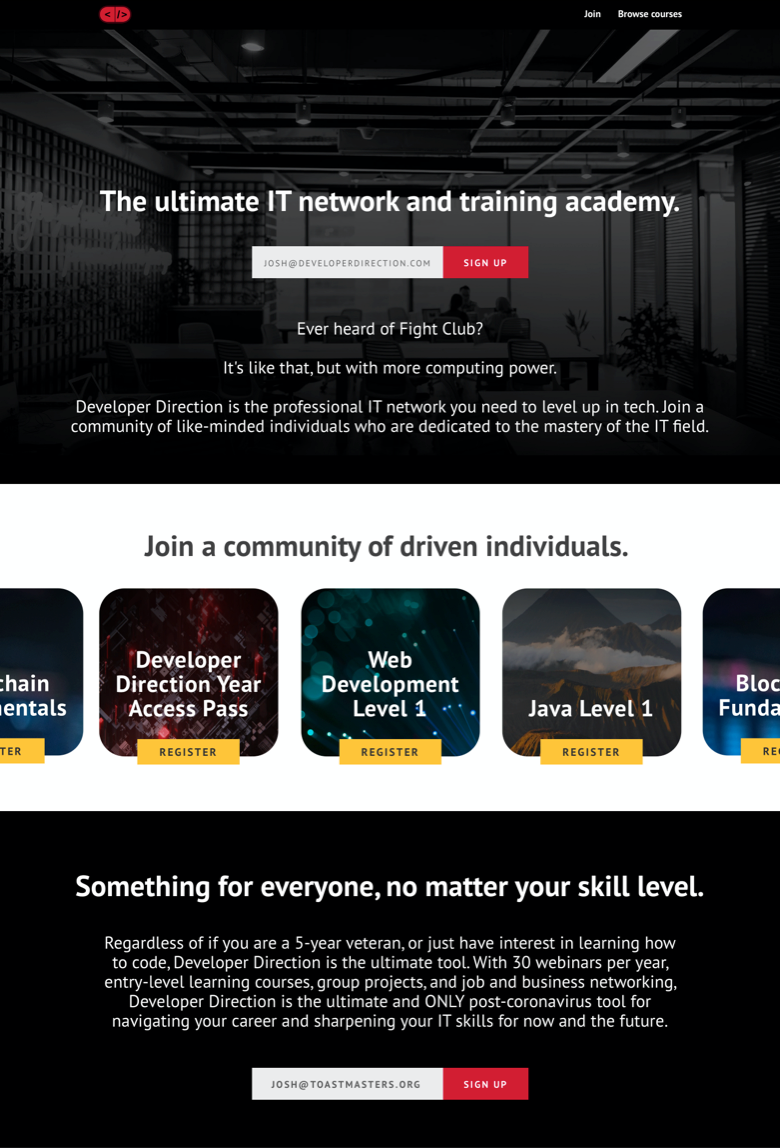 </>
Join Browse courses
The ultimate IT network and training academy.
JOSH@DEVELOPERDIRECTION.COM SIGN UP
Ever heard of Fight Club?
It's like that, but with more computing power.
Developer Direction is the professional IT network you need to level up in tech. Join a
community of like-minded individuals who are dedicated to the mastery of the IT field.
Join a community of driven individuals.
chain
entals
TER
Developer
Direction Year
Access Pass
REGISTER
Web
Development
Level 1
REGISTER
Java Level 1
REGISTER
Bloc
Funda
RE
Something for everyone, no matter your skill level.
Regardless of if you are a 5-year veteran, or just have interest in learning how
to code, Developer Direction is the ultimate tool. With 30 webinars per year,
entry-level learning courses, group projects, and job and business networking,
Developer Direction is the ultimate and ONLY post-coronavirus tool for
navigating your career and sharpening your IT skills for now and the future.
JOSH@TOASTMASTERS.ORG SIGN UP